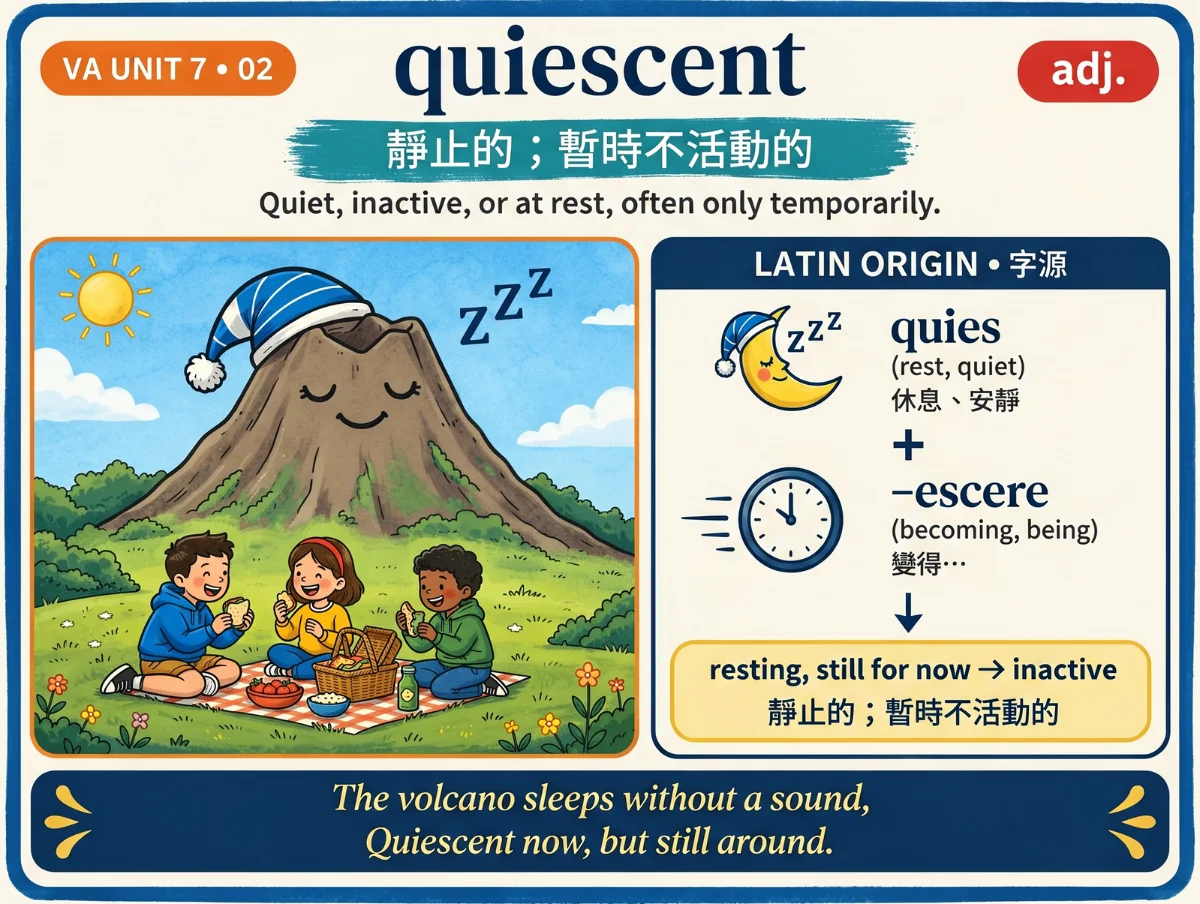 VA UNIT 7 • 02
quiescent
adj.
靜止的；暫時不活動的
Quiet, inactive, or at rest, often only temporarily.
zzz
LATIN ORIGIN • 字源
zzz
quies
(rest, quiet)
休息、安靜
+
–escere
(becoming, being)
變得…
↓
resting, still for now → inactive
靜止的；暫時不活動的
The volcano sleeps without a sound,
Quiescent now, but still around.